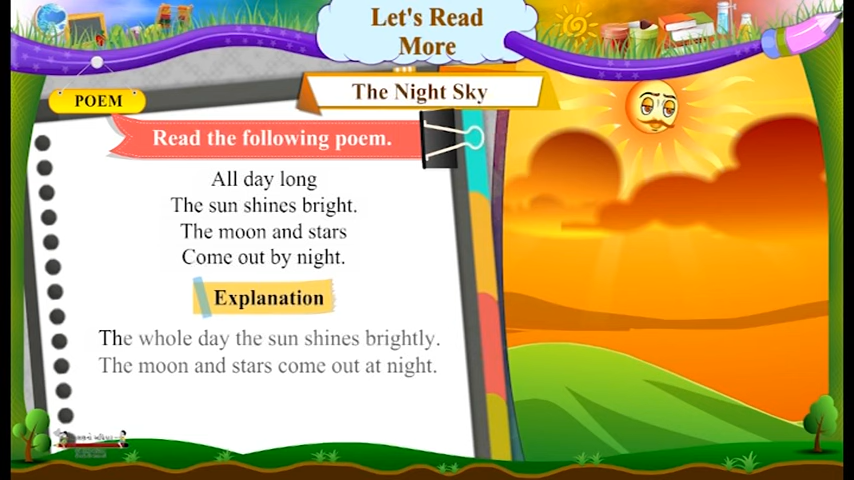 Let's Read
More
The Night Sky
POEM
Read the following poem.
All day long
The sun shines bright.
The moon and stars
Come out by night.
Explanation
The whole day the sun shines brightly.
The moon and stars come out at night.